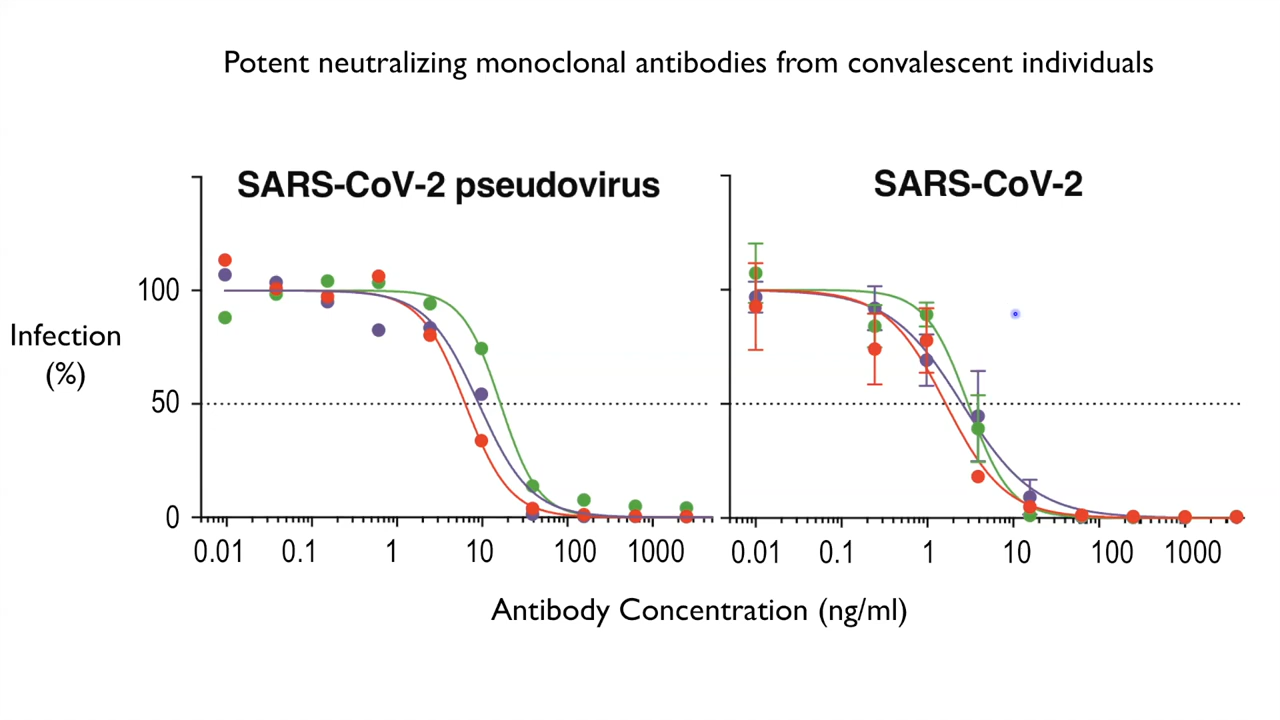 Potent neutralizing monoclonal antibodies from convalescent individuals
SARS-CoV-2 pseudovirus
SARS-CoV-2
Infection
(%)
100
50
0
0.01 0.1 1 10 100 1000
0.01 0.1 1 10 100 1000
Antibody Concentration (ng/ml)